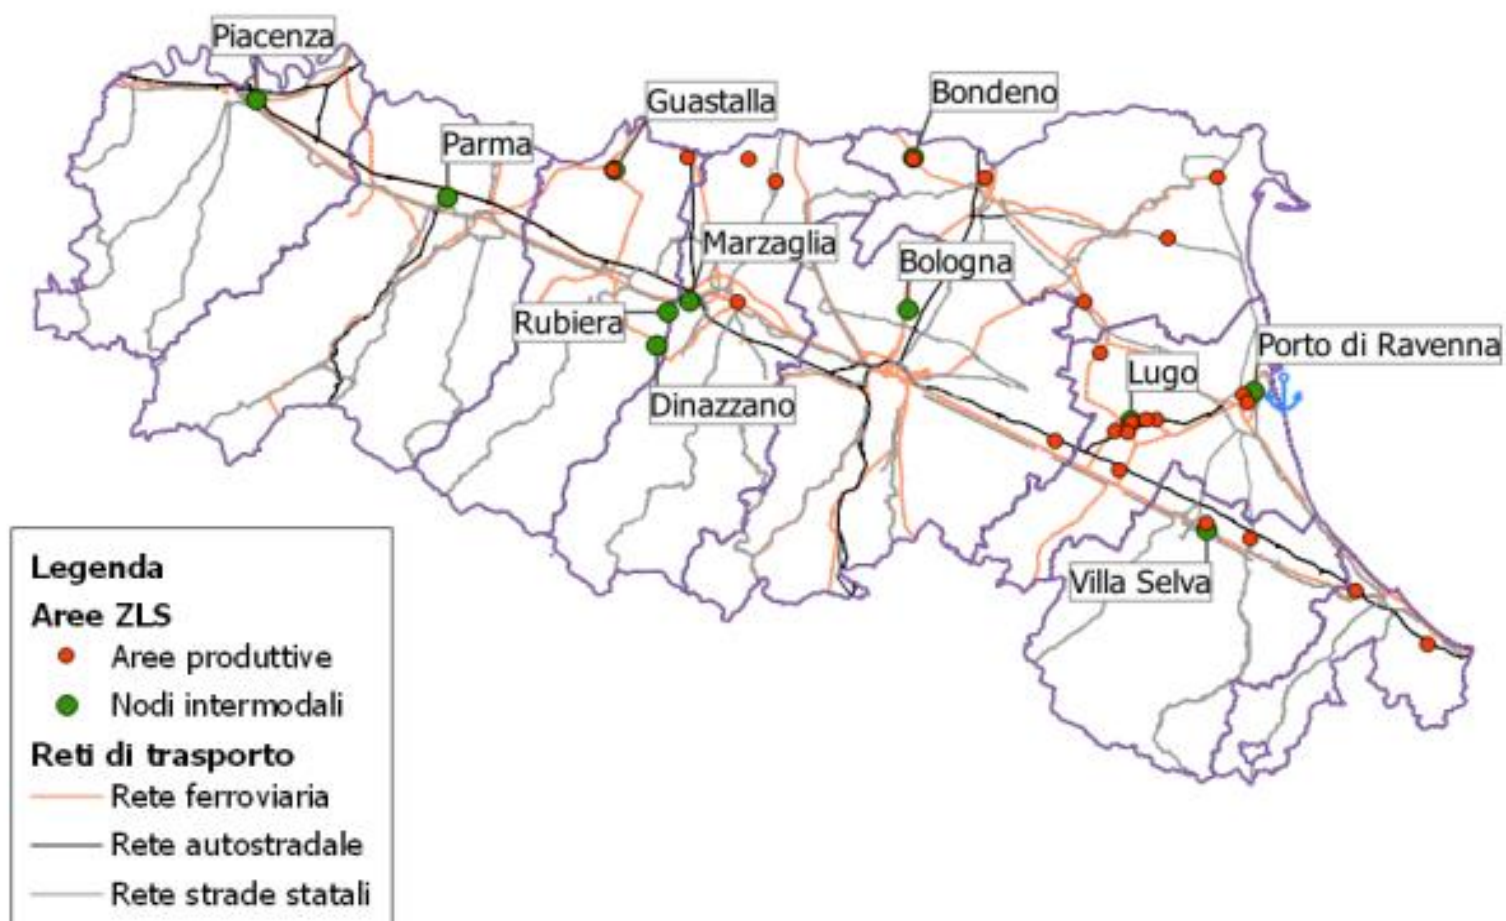 Piacenza
Guastalla
Bondeno
Parma
Marzaglia
Bologna
Rubiera
Porto di Ravenna
Lugo
Dinazzano
Villa Selva
Legenda
Aree ZLS
Aree produttive
Nodi intermodali
Reti di trasporto
Rete ferroviaria
Rete autostradale
Rete strade statali